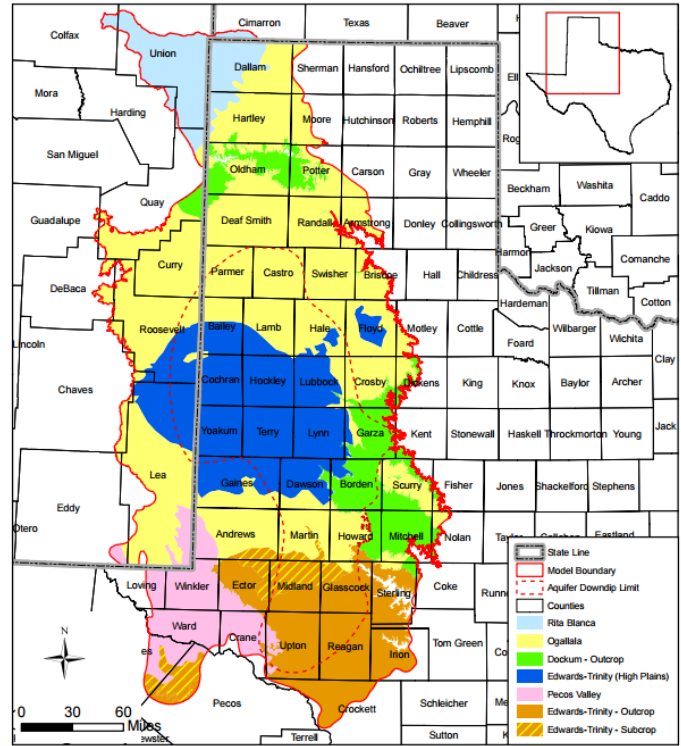 Cimarron Texas Beaver
Colfax
Union
Dallam Sherman Hansford Ochiltree Lipscomb
Mora
Harding
Hartley Moore Hutchinson Roberts Hemphill
San Miguel
Oldham Potter Carson Gray Wheeler
Quay
Beckham Washita Caddo
Guadalupe
Deaf Smith Randall Armstrong Donley Collingsworth
Greer Kiowa
Harmon
Curry Parmer Castro Swisher Briscoe Hall Childress
Jackson Comanche
DeBaca
Tillman Cotton
Hardeman
Roosevelt Bailey Lamb Hale Floyd Motley Cottle
Wilbarger Wichita
Foard
Lincoln
Clay
Chaves
Cochran Hockley Lubbock Crosby Dickens King Knox Baylor Archer
Yoakum Terry Lynn Garza Kent Stonewall Haskell Throckmorton Young Jack
Lea
Gaines Dawson Borden Scurry Fisher Jones Shackelford Stephens
Eddy
Otero
Andrews Martin Howard Mitchell Nolan
Loving Winkler Ector Midland Glasscock Sterling Coke
Ward
Crane Upton Reagan Irion Tom Green
Pecos Crockett Schleicher
Terrell Sutton
N
0 30 60
Miles
State Line
Model Boundary
Aquifer Downdip Limit
Counties
Rita Blanca
Ogallala
Dockum - Outcrop
Edwards-Trinity (High Plains)
Pecos Valley
Edwards-Trinity - Outcrop
Edwards-Trinity - Subcrop